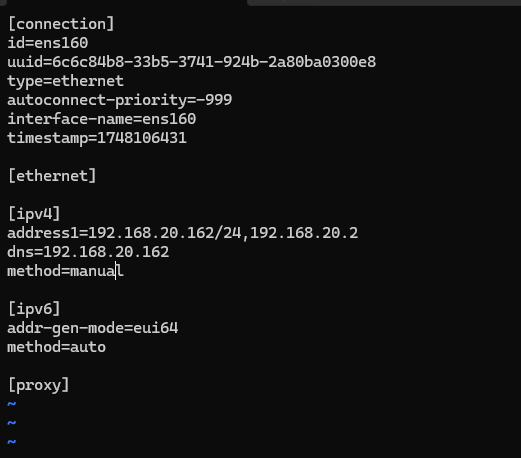 [connection]
id=ens160
uuid=6c6c84b8-33b5-3741-924b-2a80ba0300e8
type=ethernet
autoconnect-priority=-999
interface-name=ens160
timestamp=1748106431
[ethernet]
[ipv4]
address1=192.168.20.162/24,192.168.20.2
dns=192.168.20.162
method=manual
[ipv6]
addr-gen-mode=eui64
method=auto
[proxy]
~
~
~